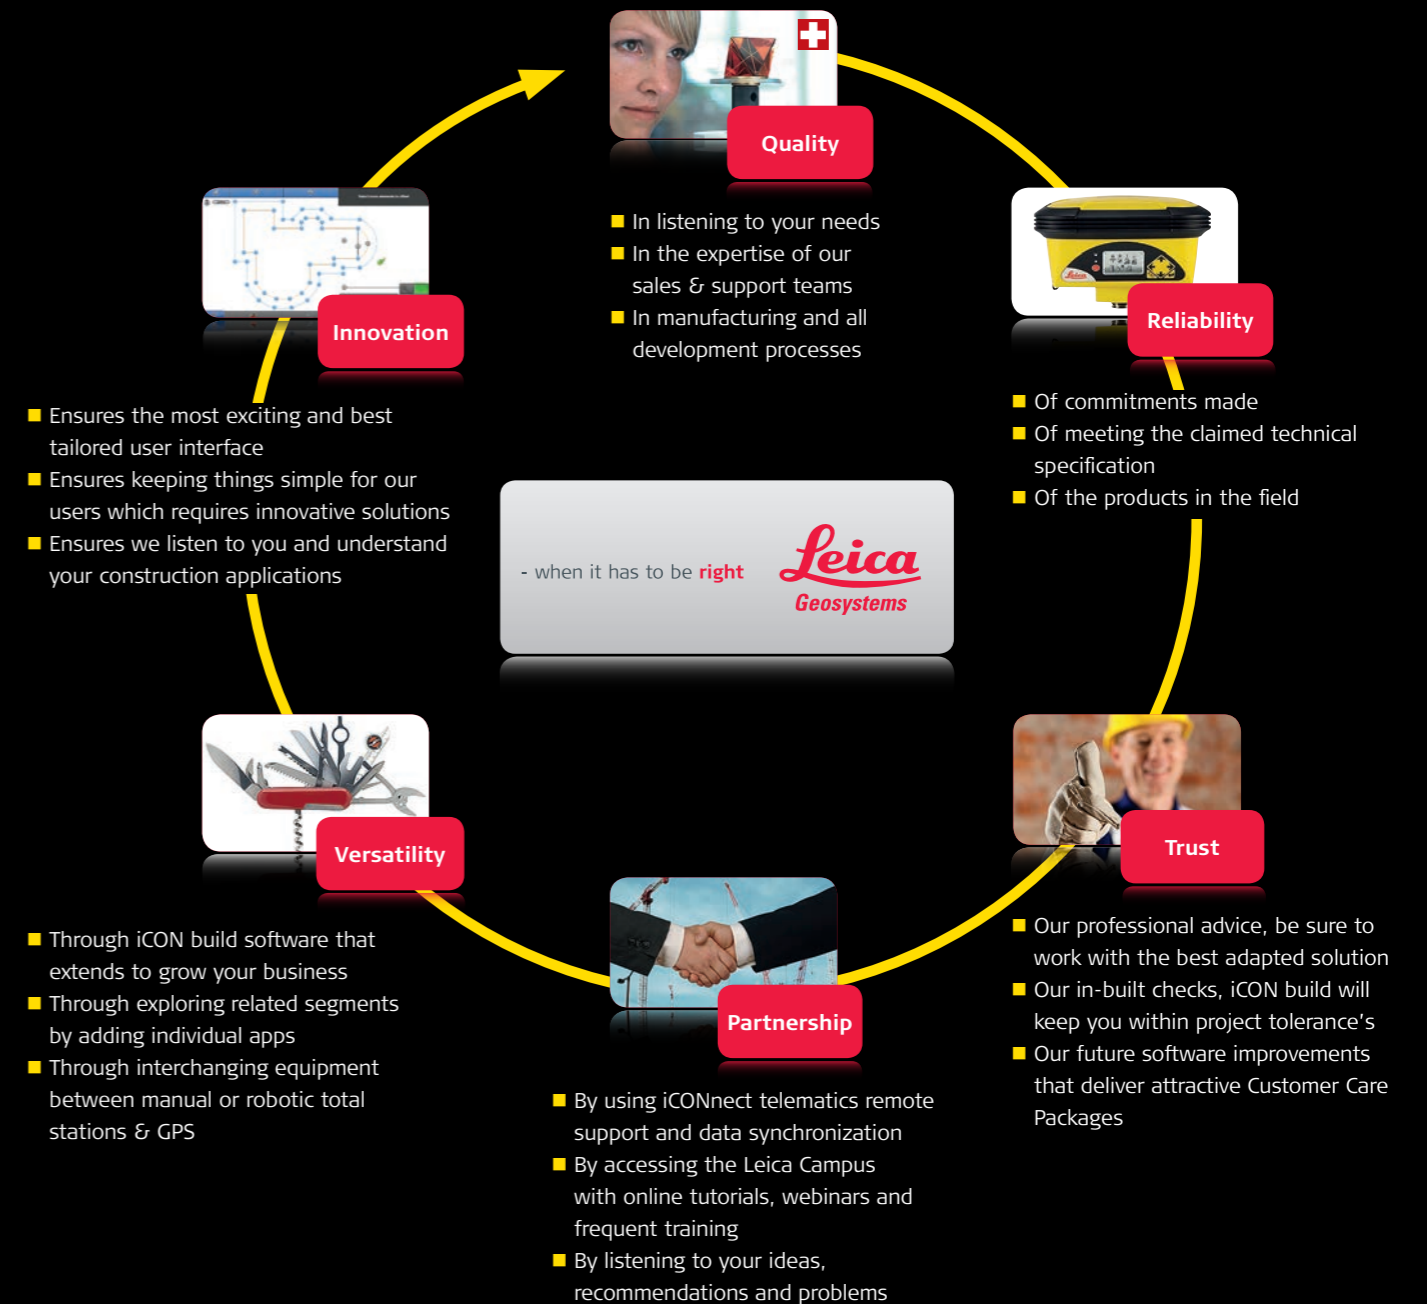 Quality
In listening to your needs
In the expertise of our
sales & support teams
In manufacturing and all
development processes
Leica
Reliability
Of commitments made
Of meeting the claimed technical
specification
Of the products in the field
Trust
Our professional advice, be sure to
work with the best adapted solution
Our in-built checks, iCON build will
keep you within project tolerance's
Our future software improvements
that deliver attractive Customer Care
Packages
Partnership
By using iCONnect telematics remote
support and data synchronization
By accessing the Leica Campus
with online tutorials, webinars and
frequent training
By listening to your ideas,
recommendations and problems
Versatility
Through iCON build software that
extends to grow your business
Through exploring related segments
by adding individual apps
Through interchanging equipment
between manual or robotic total
stations & GPS
Innovation
Ensures the most exciting and best
tailored user interface
Ensures keeping things simple for our
users which requires innovative solutions
Ensures we listen to you and understand
your construction applications
- when it has to be right
Leica
Geosystems